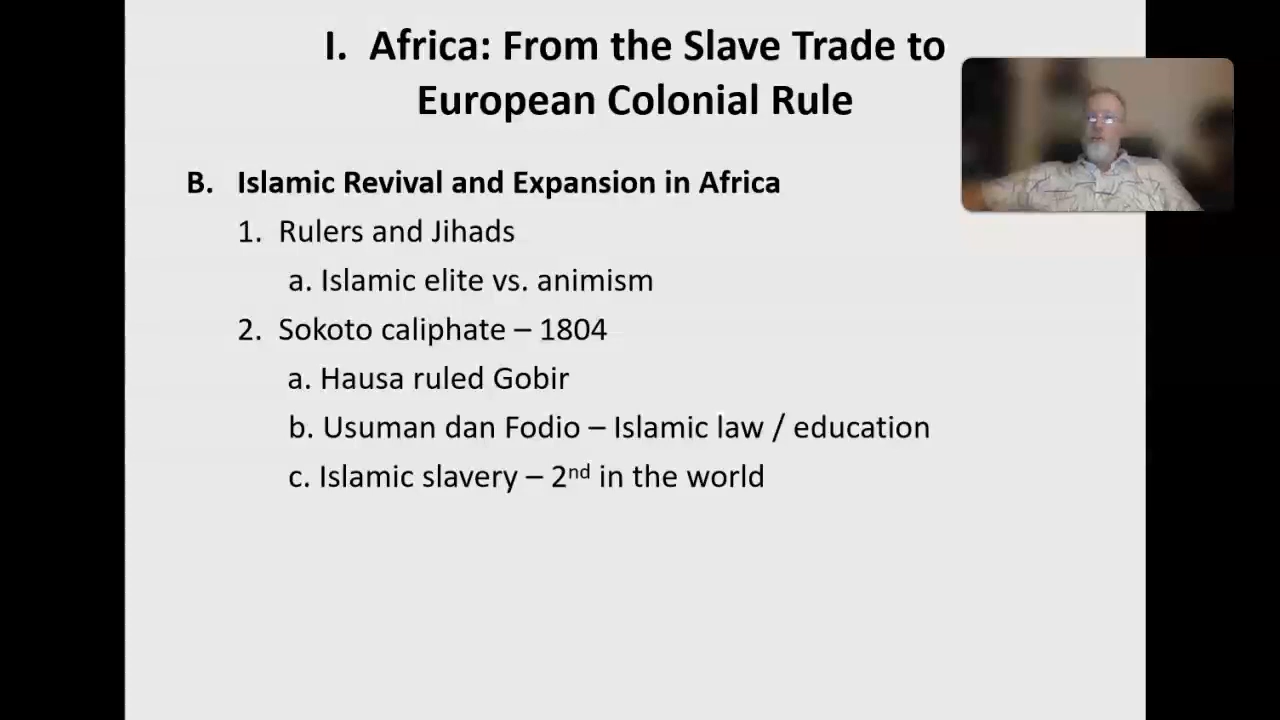 I. Africa: From the Slave Trade to
European Colonial Rule
B. Islamic Revival and Expansion in Africa
1. Rulers and Jihads
a. Islamic elite vs. animism
2. Sokoto caliphate – 1804
a. Hausa ruled Gobir
b. Usuman dan Fodio – Islamic law / education
c. Islamic slavery – 2nd in the world